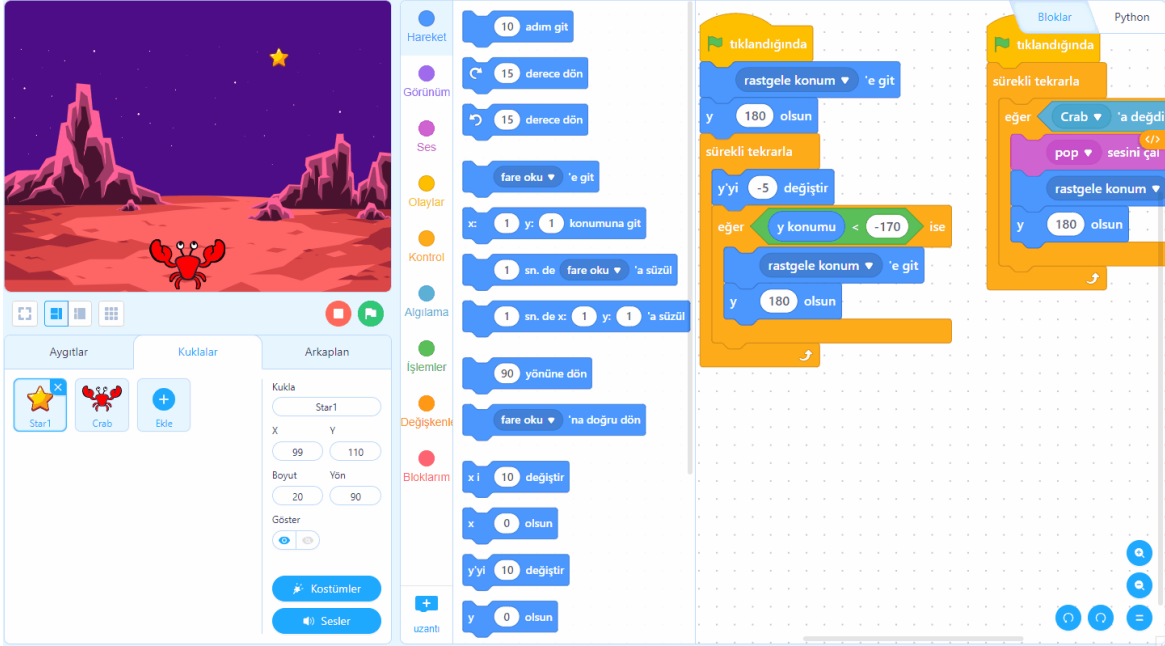 Hareket
Görünüm
Ses
Olaylar
Kontrol
Algılama
İşlemler
Bloklarım
uzantı
10 adım git
15 derece dön
15 derece dön
fare oku ▼ 'e git
x: 1 y: 1 konumuna git
1 sn. de fare oku ▼ 'a süzül
1 sn. de x: 1 y: 1 'a süzül
90 yönüne dön
fare oku ▼ 'na doğru dön
x i 10 değiştir
x 0 olsun
y'yi 10 değiştir
y 0 olsun
tıklandığında
rastgele konum ▼ 'e git
y 180 olsun
sürekli tekrarla
y'yi -5 değiştir
eğer y konumu < -170 ise
rastgele konum ▼ 'e git
y 180 olsun
Bloklar Python
tıklandığında
sürekli tekrarla
eğer Crab ▼ 'a değdi
pop ▼ sesini çal
rastgele konum ▼
y 180 olsun
Aygıtlar Kuklalar Arkaplan
Star1 Crab Ekle
Kukla
Star1
X Y
99 110
Boyut Yön
20 90
Göster
Kostümler
Sesler